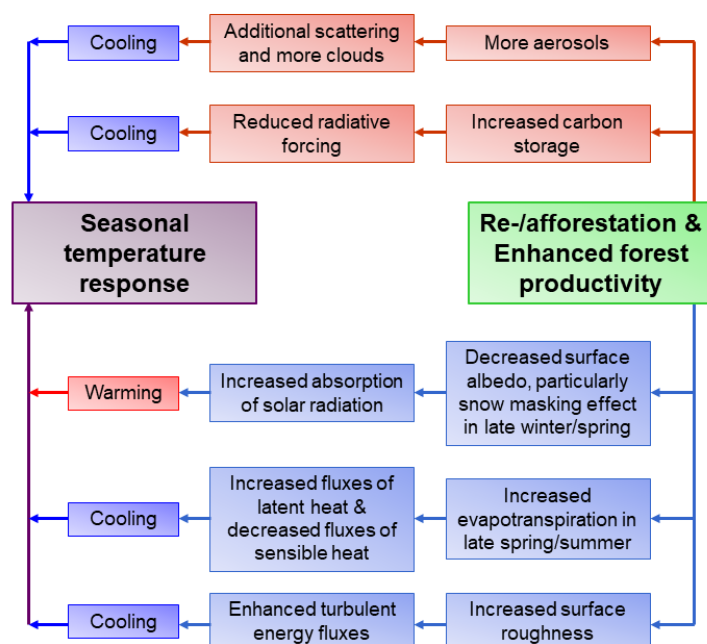 Cooling
Additional scattering
and more clouds
More aerosols
Cooling
Reduced radiative
forcing
Increased carbon
storage
Seasonal
temperature
response
Re-/afforestation &
Enhanced forest
productivity
Warming
Increased absorption
of solar radiation
Decreased surface
albedo, particularly
snow masking effect
in late winter/spring
Cooling
Increased fluxes of
latent heat &
decreased fluxes of
sensible heat
Increased
evapotranspiration in
late spring/summer
Cooling
Enhanced turbulent
energy fluxes
Increased surface
roughness